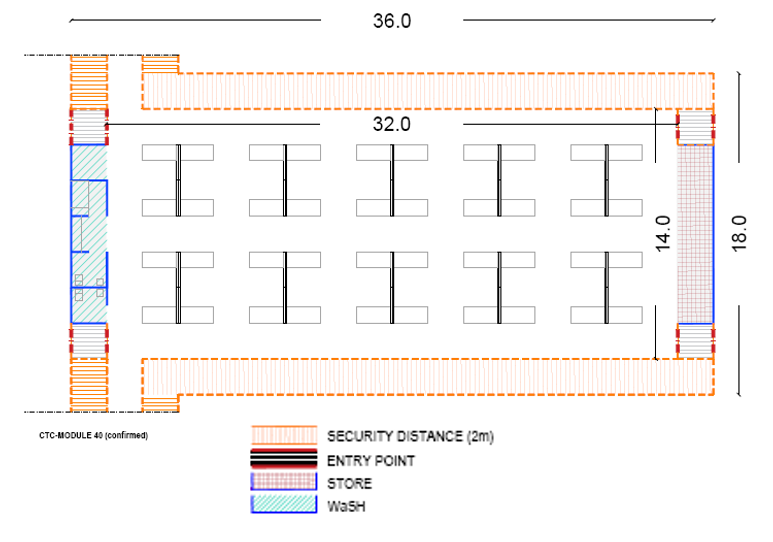 36.0
32.0
14.0
18.0
CTC-MODULE 40 (confirmed)
SECURITY DISTANCE (2m)
ENTRY POINT
STORE
WaSH